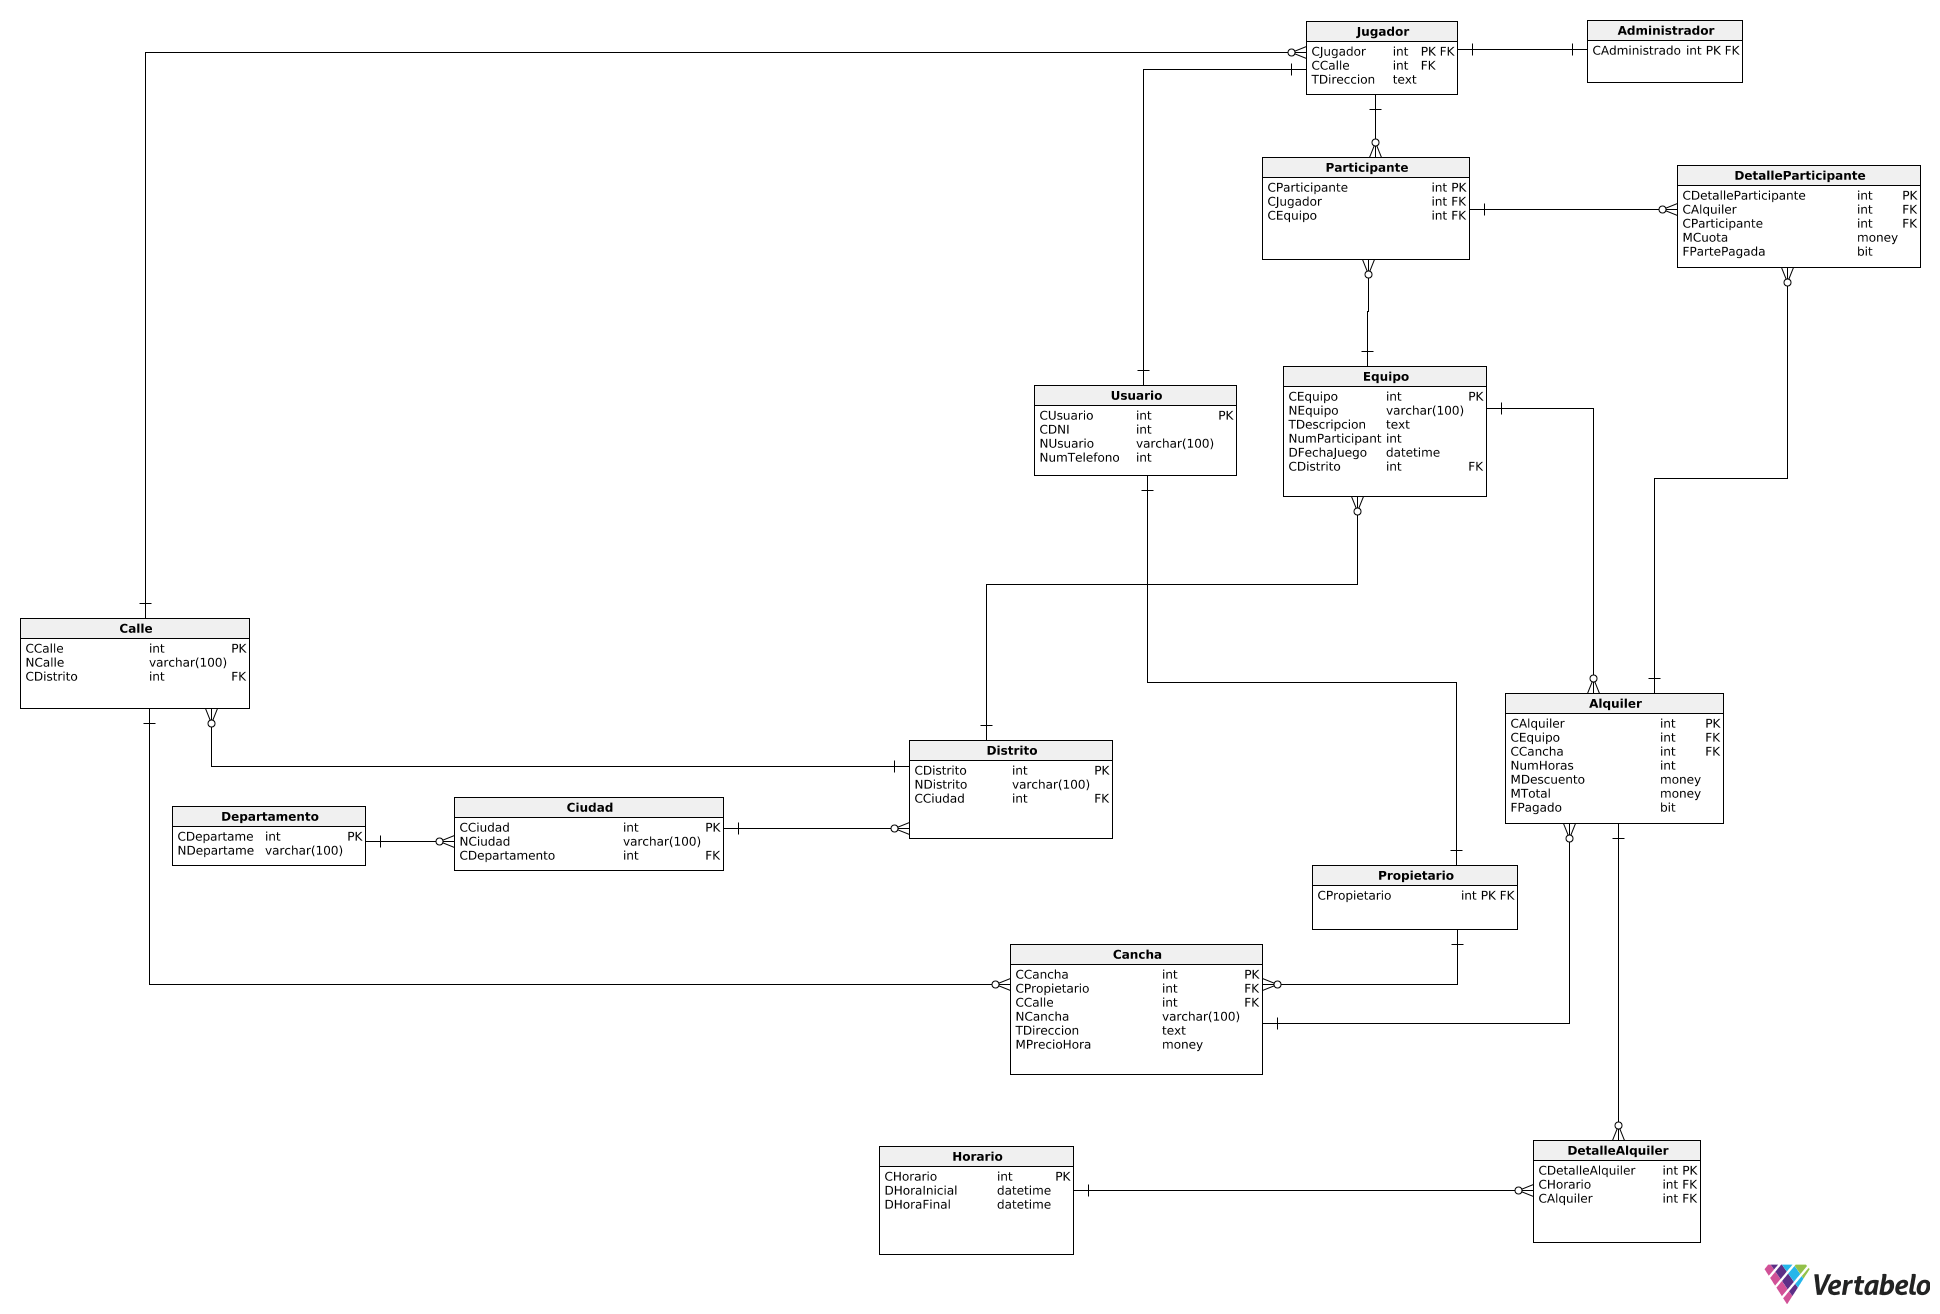 Jugador
CJugador int PK FK
CCalle int FK
TDireccion text
Administrador
CAdministrado int PK FK
Participante
CParticipante int PK
CJugador int FK
CEquipo int FK
DetalleParticipante
CDetalleParticipante int PK
CAlquiler int FK
CParticipante int FK
MCuota money
FPartePagada bit
Usuario
CUsuario int PK
CDNI int
NUsuario varchar(100)
NumTelefono int
Equipo
CEquipo int PK
NEquipo varchar(100)
TDescripcion text
NumParticipant int
DFechaJuego datetime
CDistrito int FK
Calle
CCalle int PK
NCalle varchar(100)
CDistrito int FK
Distrito
CDistrito int PK
NDistrito varchar(100)
CCiudad int FK
Alquiler
CAlquiler int PK
CEquipo int FK
CCancha int FK
NumHoras int
MDescuento money
MTotal money
FPagado bit
Departamento
CDepartame int PK
NDepartame varchar(100)
Ciudad
CCiudad int PK
NCiudad varchar(100)
CDepartamento int FK
Propietario
CPropietario int PK FK
Cancha
CCancha int PK
CPropietario int FK
CCalle int FK
NCancha varchar(100)
TDireccion text
MPrecioHora money
Horario
CHorario int PK
DHoraInicial datetime
DHoraFinal datetime
DetalleAlquiler
CDetalleAlquiler int PK
CHorario int FK
CAlquiler int FK
Vertabelo